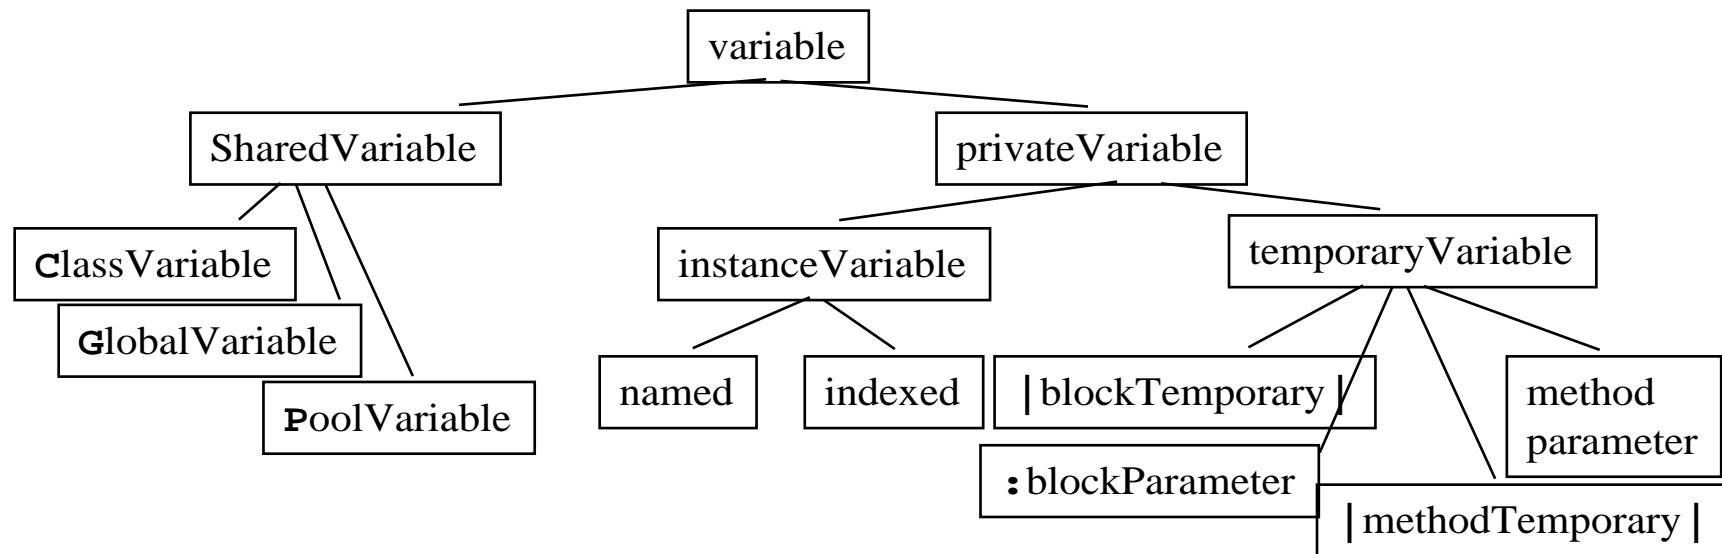 variable
SharedVariable
privateVariable
ClassVariable
instanceVariable
temporaryVariable
GlobalVariable
named
indexed
|blockTemporary|
method
parameter
PoolVariable
:blockParameter
|methodTemporary|